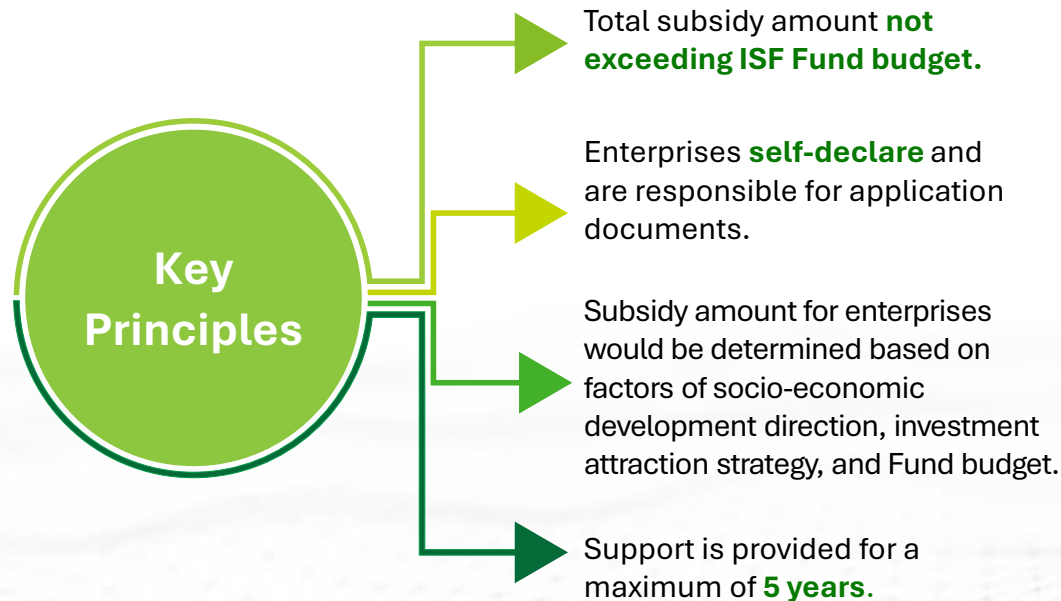 Key
Principles
Total subsidy amount not
exceeding ISF Fund budget.
Enterprises self-declare and
are responsible for application
documents.
Subsidy amount for enterprises
would be determined based on
factors of socio-economic
development direction, investment
attraction strategy, and Fund budget.
Support is provided for a
maximum of 5 years.